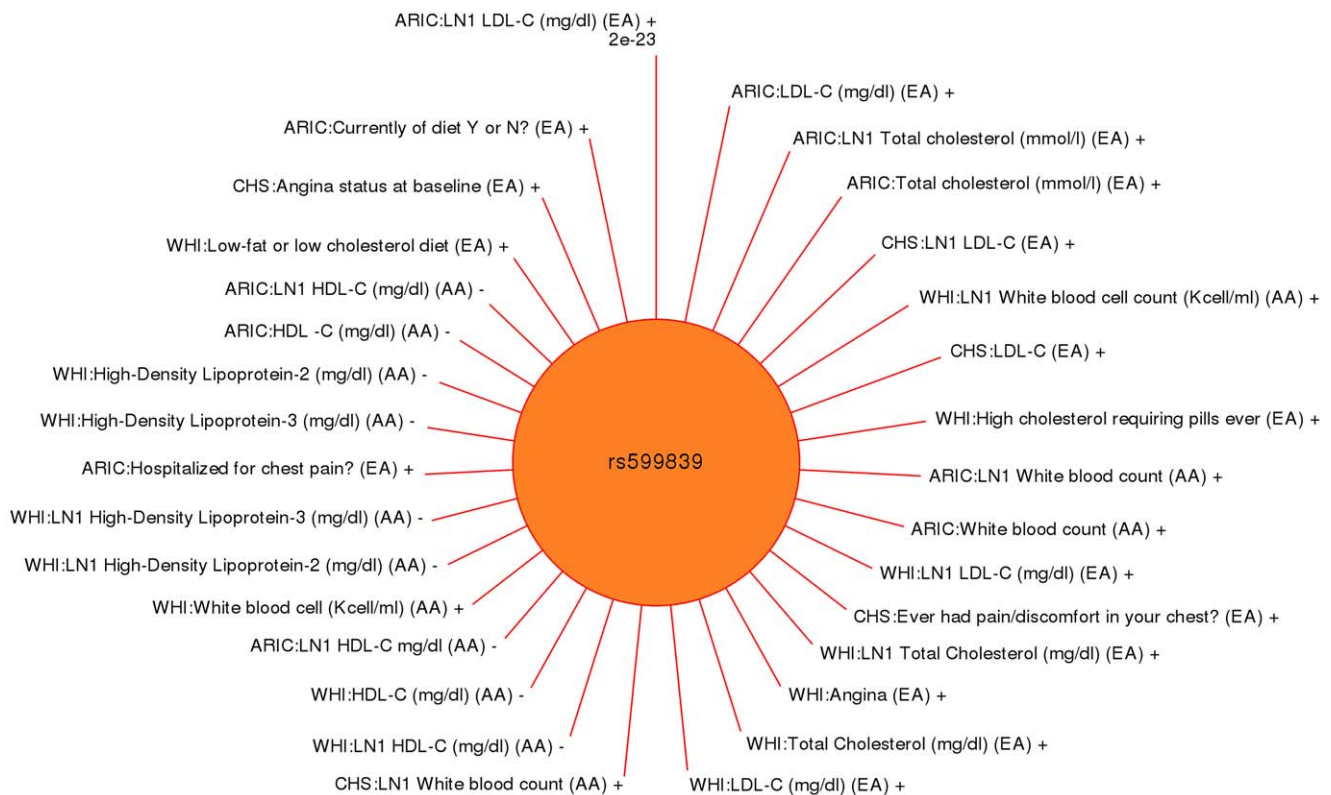 ARIC:LN1 LDL-C (mg/dl) (EA) +
2e-23
ARIC:LDL-C (mg/dl) (EA) +
ARIC:LN1 Total cholesterol (mmol/l) (EA) +
ARIC:Total cholesterol (mmol/l) (EA) +
CHS:LN1 LDL-C (EA) +
WHI:LN1 White blood cell count (Kcell/ml) (AA) +
CHS:LDL-C (EA) +
WHI:High cholesterol requiring pills ever (EA) +
ARIC:LN1 White blood count (AA) +
ARIC:White blood count (AA) +
WHI:LN1 LDL-C (mg/dl) (EA) +
CHS:Ever had pain/discomfort in your chest? (EA) +
WHI:LN1 Total Cholesterol (mg/dl) (EA) +
WHI:Angina (EA) +
WHI:Total Cholesterol (mg/dl) (EA) +
WHI:LDL-C (mg/dl) (EA) +
CHS:LN1 White blood count (AA) +
WHI:LN1 HDL-C (mg/dl) (AA) -
WHI:HDL-C (mg/dl) (AA) -
ARIC:LN1 HDL-C mg/dl (AA) -
WHI:White blood cell (Kcell/ml) (AA) +
WHI:LN1 High-Density Lipoprotein-2 (mg/dl) (AA) -
WHI:LN1 High-Density Lipoprotein-3 (mg/dl) (AA) -
ARIC:Hospitalized for chest pain? (EA) +
WHI:High-Density Lipoprotein-3 (mg/dl) (AA) -
WHI:High-Density Lipoprotein-2 (mg/dl) (AA) -
ARIC:HDL -C (mg/dl) (AA) -
ARIC:LN1 HDL-C (mg/dl) (AA) -
WHI:Low-fat or low cholesterol diet (EA) +
CHS:Angina status at baseline (EA) +
ARIC:Currently of diet Y or N? (EA) +
rs599839